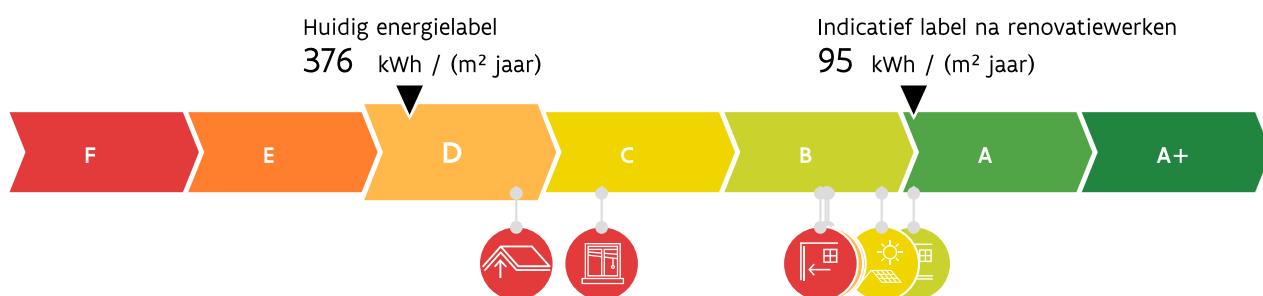 Huidig energielabel
376 kWh / (m² jaar)
Indicatief label na renovatiewerken
95 kWh / (m² jaar)
F E D C B A A+